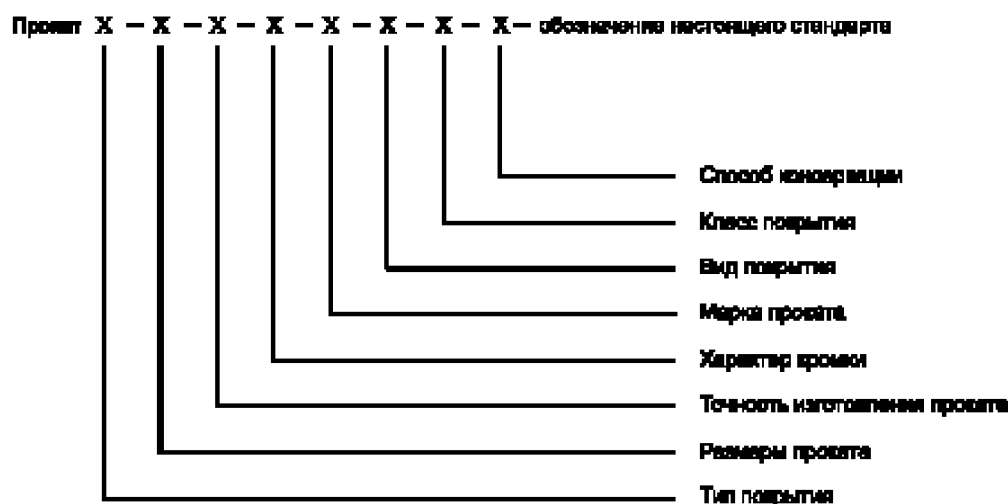 Прокат X – X – X – X – X – X – X – X – обозначение настоящего стандарта
Способ консервации
Класс покрытия
Вид покрытия
Марка проката
Характер кромки
Точность изготовления проката
Размеры проката
Тип покрытия